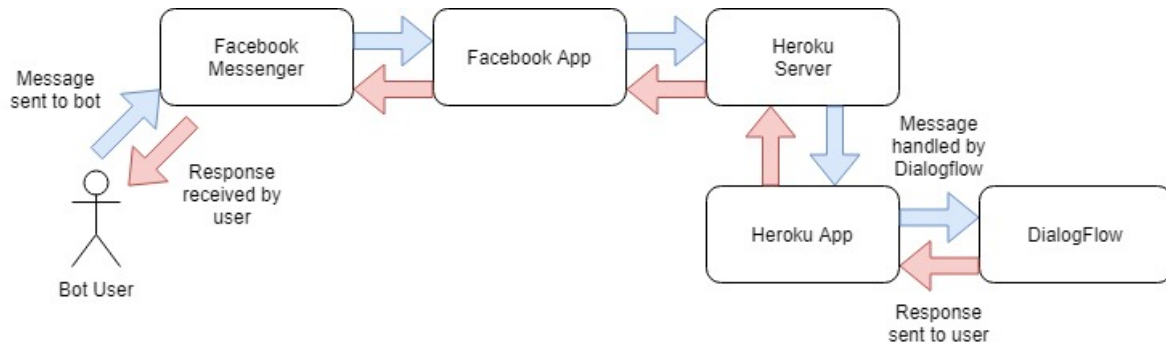 Facebook
Messenger
Facebook App
Heroku
Server
Message
sent to bot
Response
received by
user
Bot User
Message
handled by
Dialogflow
Heroku App
DialogFlow
Response
sent to user